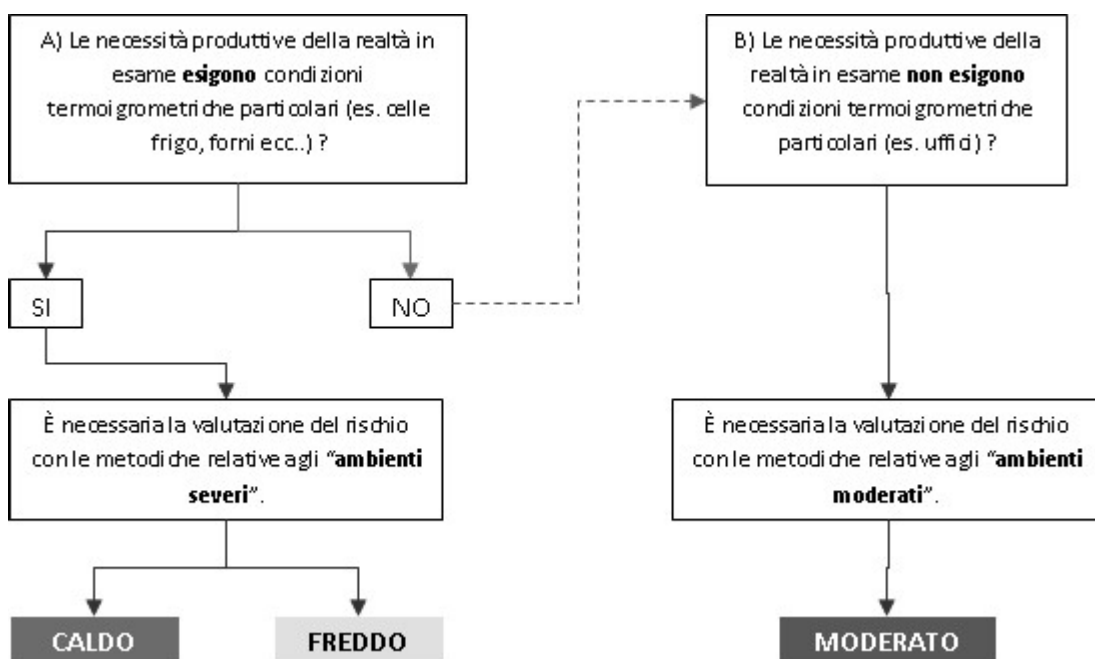 A) Le necessità produttive della realtà in
esame esigono condizioni
termoigrometriche particolari (es. celle
frigo, forni ecc..) ?
B) Le necessità produttive della
realtà in esame non esigono
condizioni termoigrometriche
particolari (es. uffici) ?
SI
NO
È necessaria la valutazione del rischio
con le metodiche relative agli “ambienti
severi”.
È necessaria la valutazione del rischio
con le metodiche relative agli “ambienti
moderati”.
CALDO
FREDDO
MODERATO